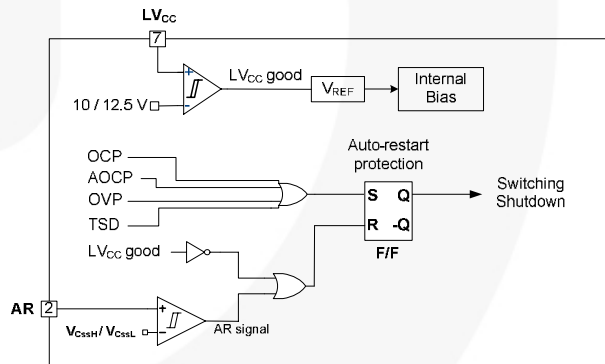 LVCC
7
+
-
10 / 12.5 V
LVCC good
VREF
Internal
Bias
Auto-restart
protection
OCP
AOCP
OVP
TSD
S Q
R -Q
F/F
Switching
Shutdown
LVCC good
AR 2
+
-
VCssH / VCssL
AR signal